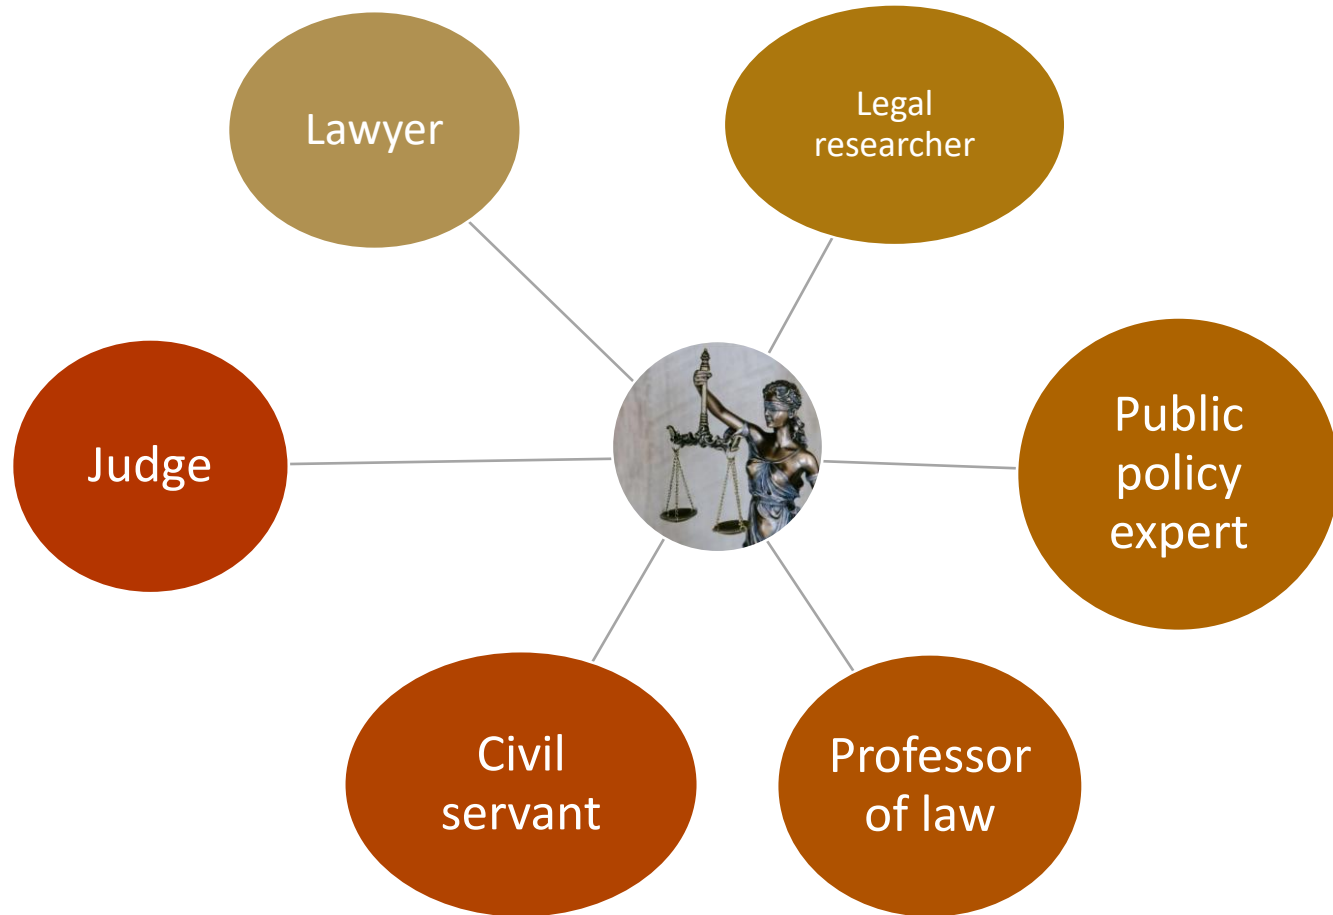 Lawyer
Legal
researcher
Judge
Public
policy
expert
Civil
servant
Professor
of law